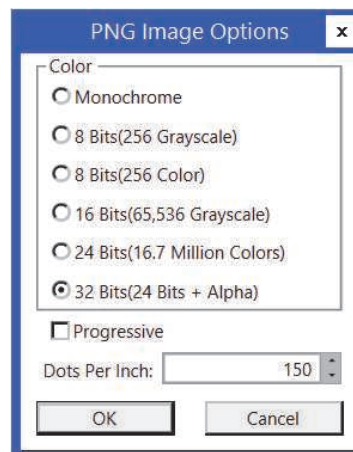 PNG Image Options x
Color
Monochrome
8 Bits(256 Grayscale)
8 Bits(256 Color)
16 Bits(65,536 Grayscale)
24 Bits(16.7 Million Colors)
32 Bits(24 Bits + Alpha)
Progressive
Dots Per Inch: 150
OK Cancel